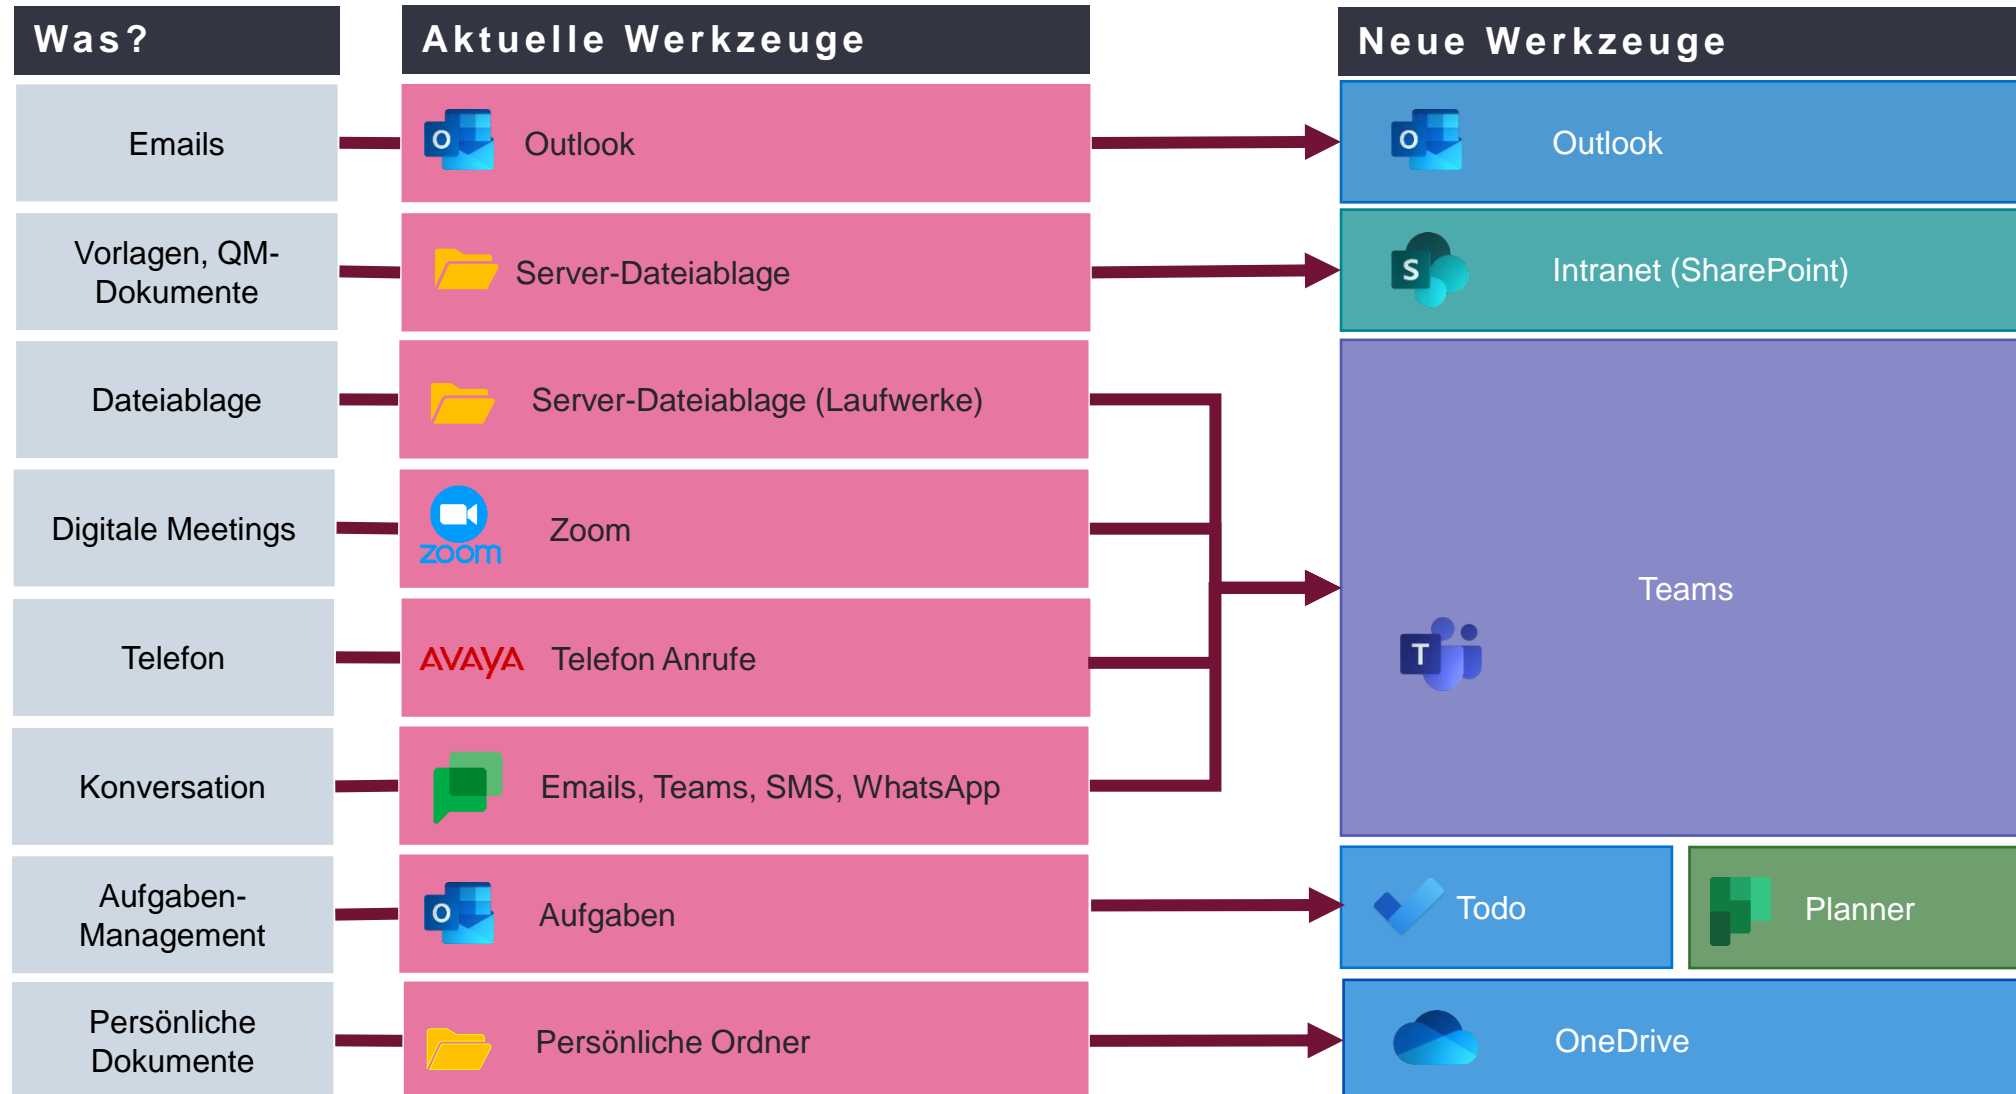 Was?
Aktuelle Werkzeuge
Neue Werkzeuge
Emails
O
Outlook
O
Outlook
Vorlagen, QM-
Dokumente
Server-Dateiablage
S
Intranet (SharePoint)
Dateiablage
Server-Dateiablage (Laufwerke)
Digitale Meetings
zoom
Zoom
Telefon
AVAYA
Telefon Anrufe
Konversation
Emails, Teams, SMS, WhatsApp
T
Teams
Aufgaben-
Management
O
Aufgaben
Todo
Planner
Persönliche
Dokumente
Persönliche Ordner
OneDrive